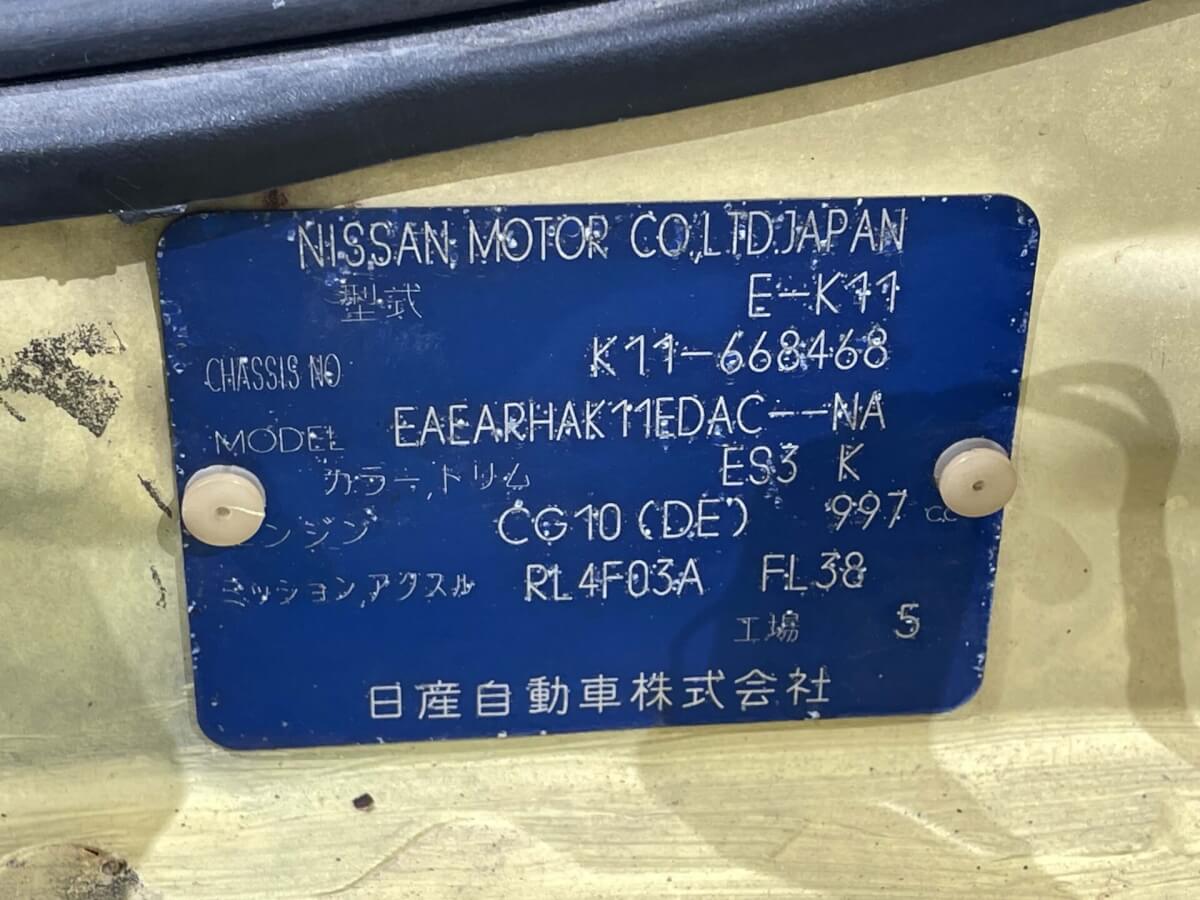 NISSAN MOTOR CO.,LTD.JAPAN
型式 E-K11
CHASSIS NO K11-668468
MODEL EAEARHAK11EDAC--NA
カラー,トリム ES3 K
エンジン CG10(DE) 997 cc
ミッション,アクスル RL4F03A FL38
工場 5
日産自動車株式会社